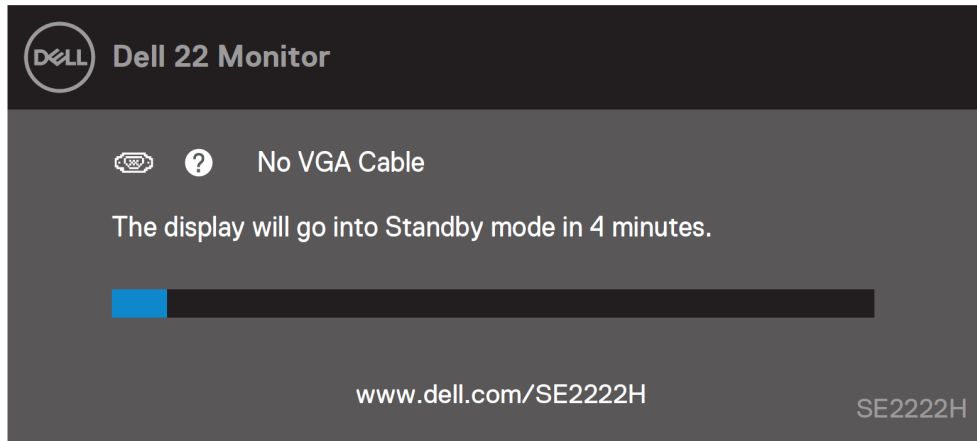 DELL
Dell 22 Monitor
? No VGA Cable
The display will go into Standby mode in 4 minutes.
www.dell.com/SE2222H
SE2222H